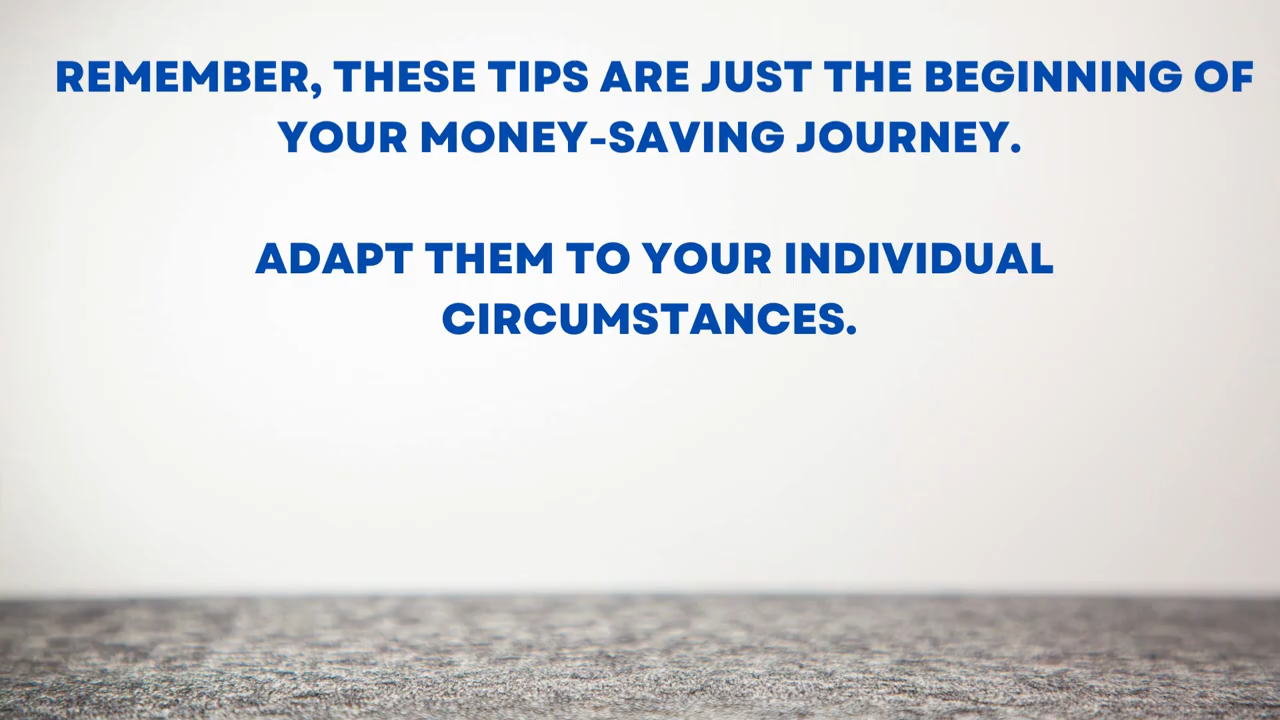 REMEMBER, THESE TIPS ARE JUST THE BEGINNING OF
YOUR MONEY-SAVING JOURNEY.
ADAPT THEM TO YOUR INDIVIDUAL
CIRCUMSTANCES.